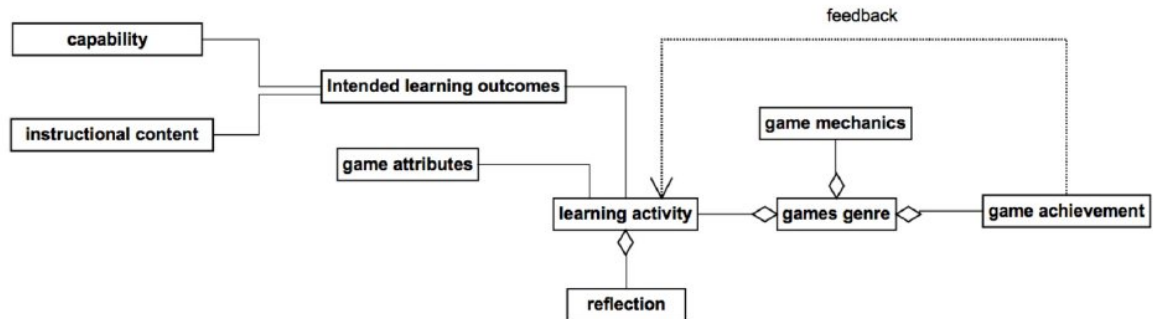 feedback
capability
Intended learning outcomes
game mechanics
instructional content
game attributes
learning activity
games genre
game achievement
reflection